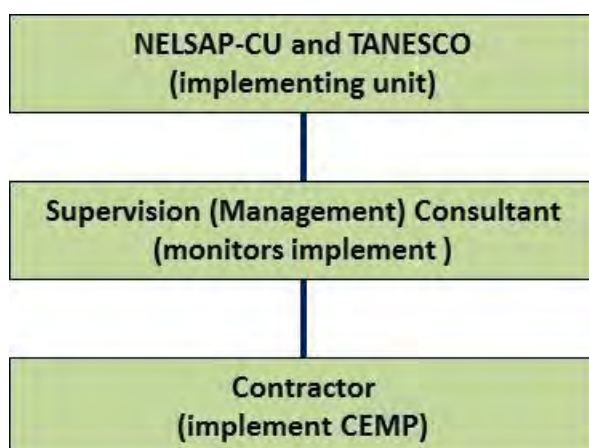 NELSAP-CU and TANESCO
(implementing unit)
Supervision (Management) Consultant
(monitors implement )
Contractor
(implement CEMP)